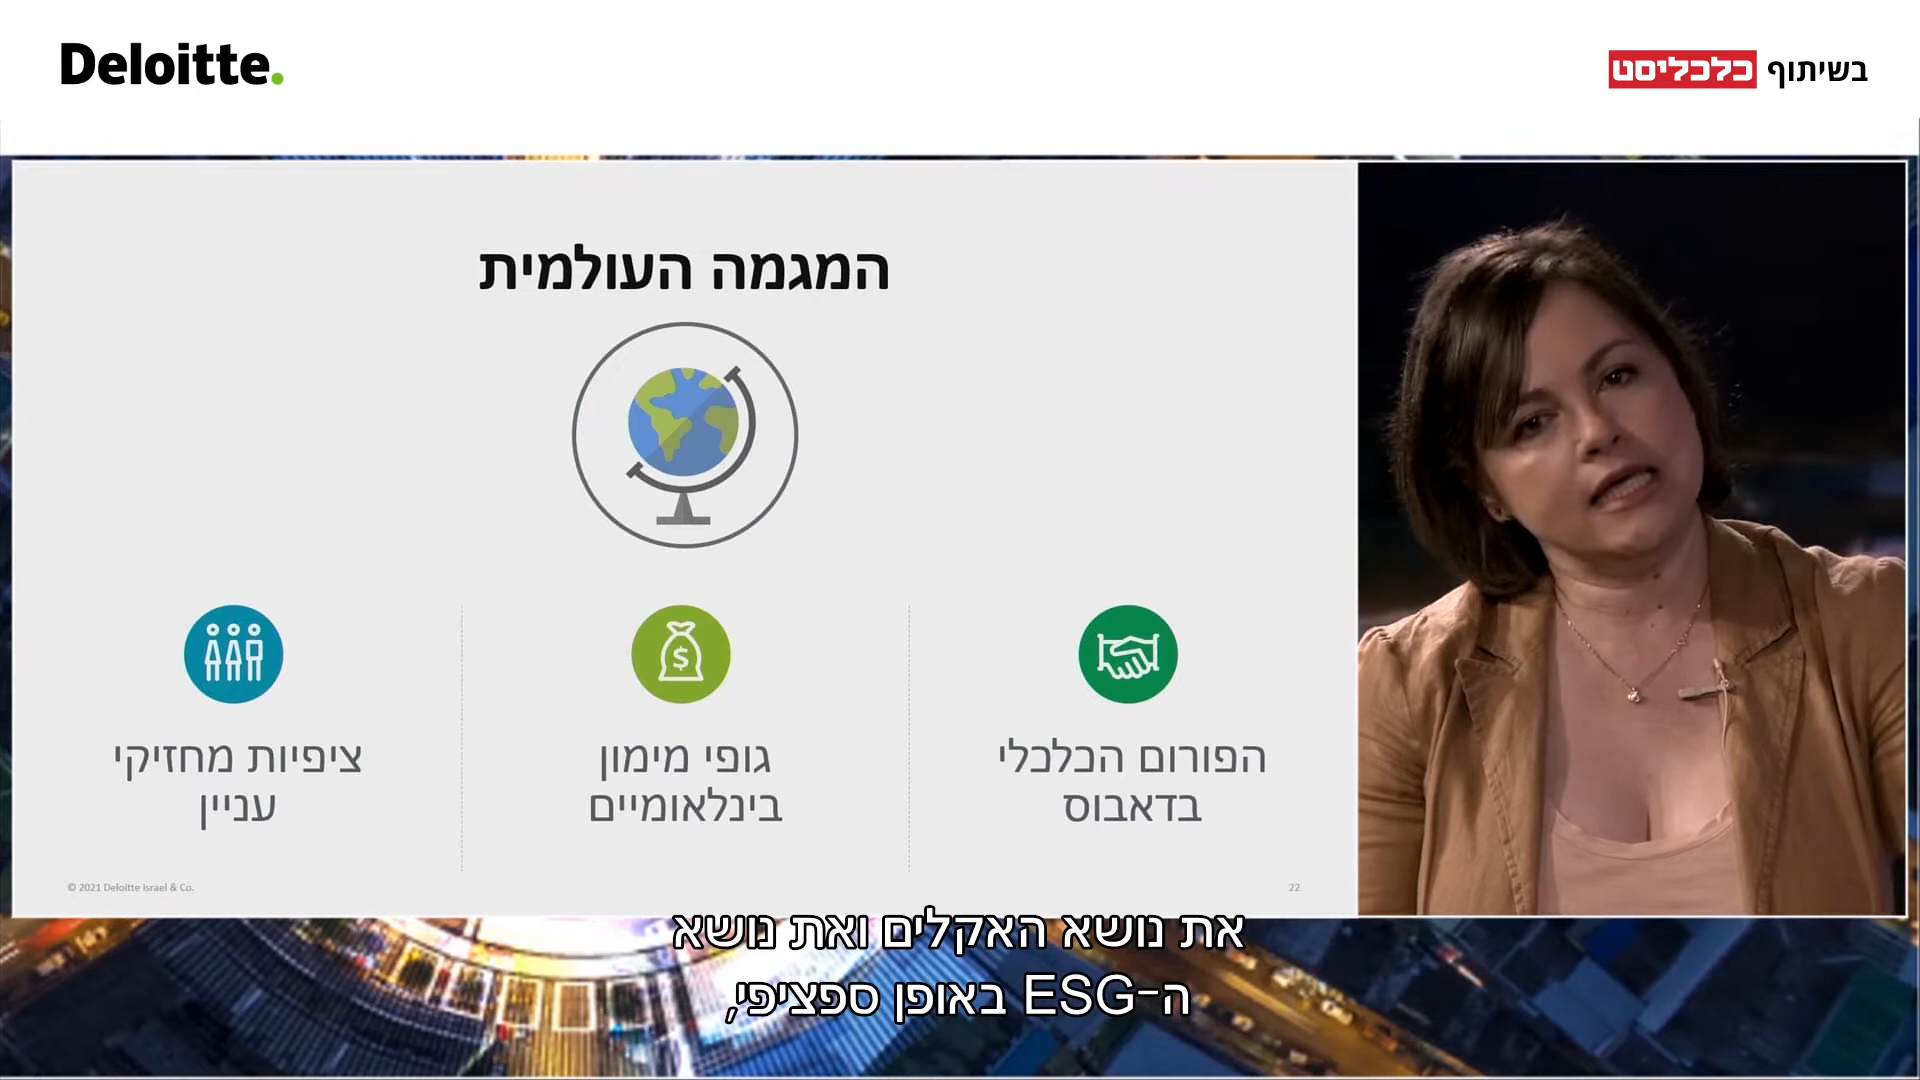 Deloitte.
בשיתוף כלכליסט
המגמה העולמית
$
הפורום הכלכלי
בדאבוס
גופי מימון
בינלאומיים
ציפיות מחזיקי
עניין
© 2021 Deloitte Israel & Co.
22
את נושא האקלים ואת נושא
ה-ESG באופן ספציפי,